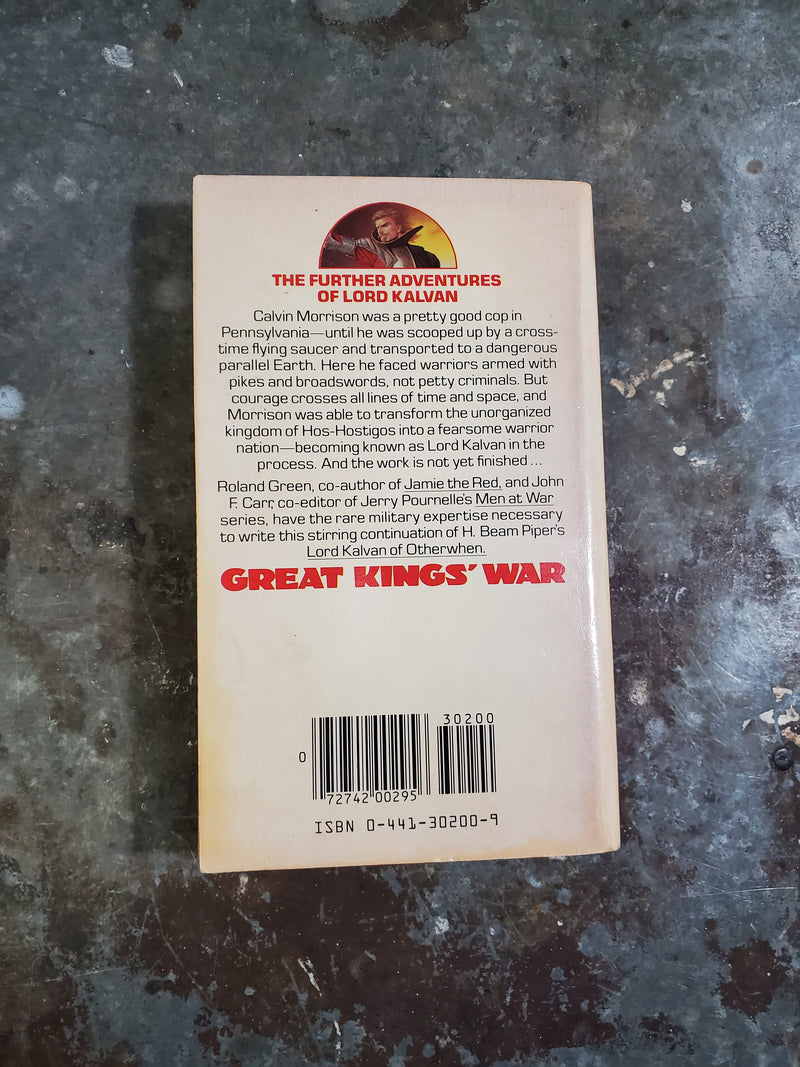 THE FURTHER ADVENTURES
OF LORD KALVAN
Calvin Morrison was a pretty good cop in
Pennsylvania—until he was scooped up by a cross-
time flying saucer and transported to a dangerous
parallel Earth. Here he faced warriors armed with
pikes and broadswords, not petty criminals. But
courage crosses all lines of time and space, and
Morrison was able to transform the unorganized
kingdom of Hos-Hostigos into a fearsome warrior
nation—becoming known as Lord Kalvan in the
process. And the work is not yet finished...
Roland Green, co-author of Jamie the Red, and John
F. Carr, co-editor of Jerry Pournelle's Men at War
series, have the rare military expertise necessary
to write this stirring continuation of H. Beam Piper's
Lord Kalvan of Otherwhen.
GREAT KINGS' WAR
30200
0
72742 00295
ISBN 0-441-30200-9